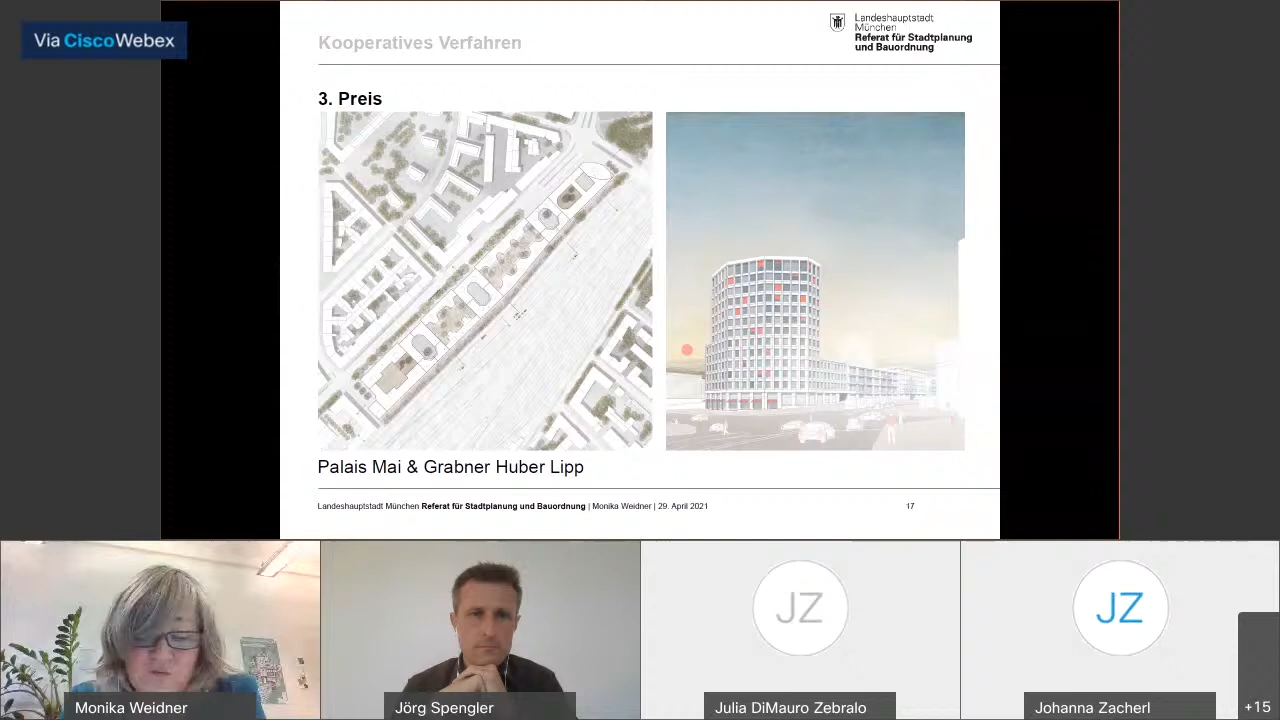 Via Cisco Webex
Landeshauptstadt
München
Referat für Stadtplanung
und Bauordnung
Kooperatives Verfahren
3. Preis
Palais Mai & Grabner Huber Lipp
Landeshauptstadt München Referat für Stadtplanung und Bauordnung | Monika Weidner | 29. April 2021
17
JZ
JZ
Monika Weidner
Jörg Spengler
Julia DiMauro Zebralo
Johanna Zacherl
+15